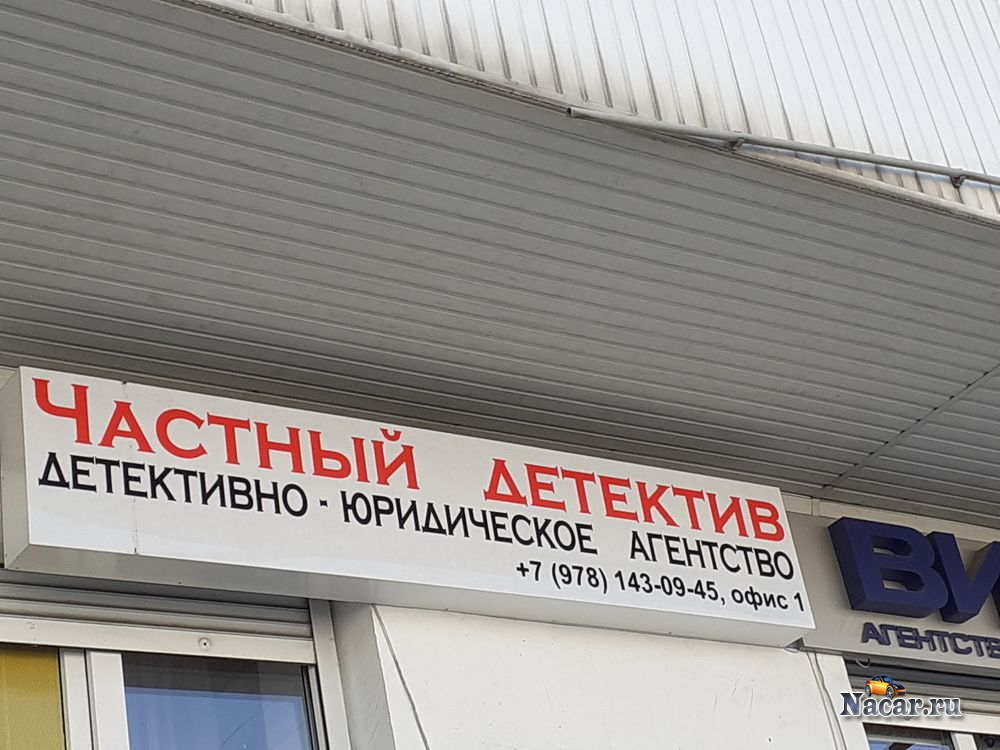 Частный детектив
детективно - юридическое агентство
+7 (978) 143-09-45, офис 1
Nacar.ru